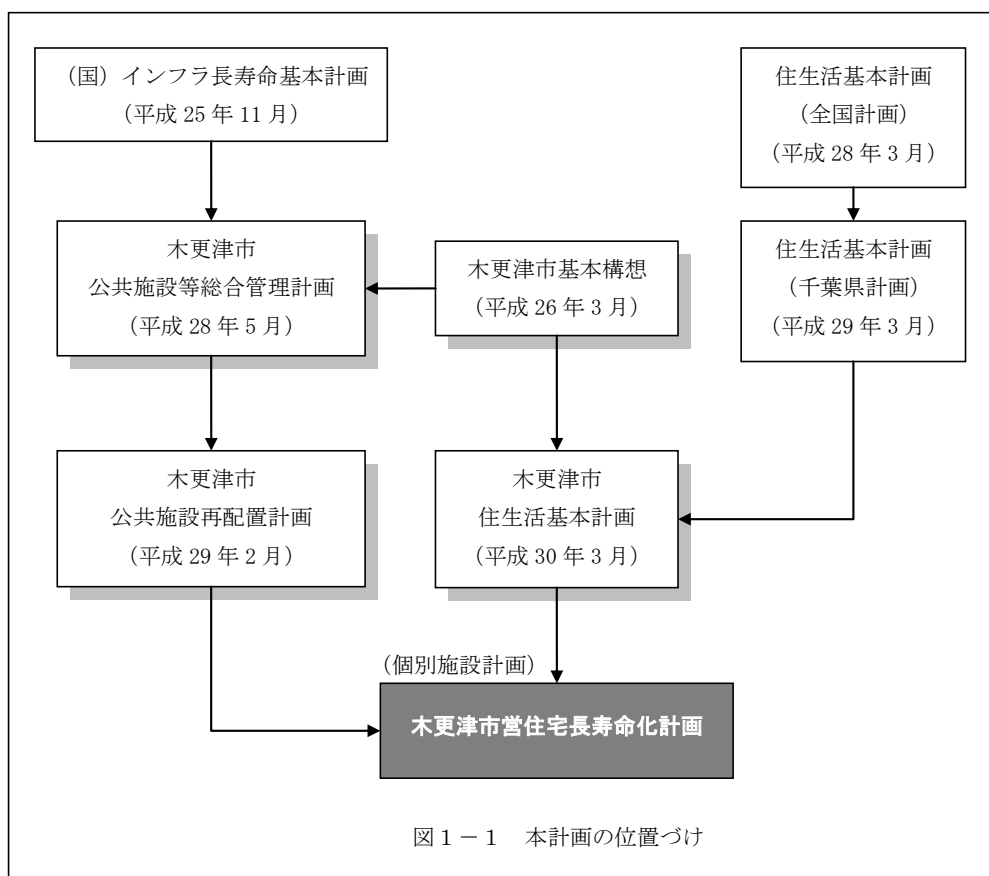 （国）インフラ長寿命基本計画
（平成 25 年 11 月）
住生活基本計画
（全国計画）
（平成 28 年 3 月）
木更津市
公共施設等総合管理計画
（平成 28 年 5 月）
木更津市基本構想
（平成 26 年 3 月）
住生活基本計画
（千葉県計画）
（平成 29 年 3 月）
木更津市
公共施設再配置計画
（平成 29 年 2 月）
木更津市
住生活基本計画
（平成 30 年 3 月）
（個別施設計画）
木更津市営住宅長寿命化計画
図１－１　本計画の位置づけ